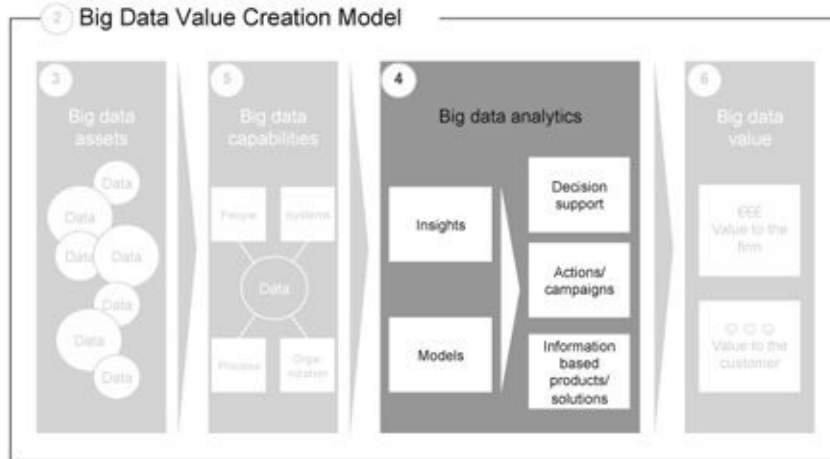 2 Big Data Value Creation Model
3
Big data
assets
Data
Data
Data
Data
Data
Data
Data
5
Big data
capabilities
People
Systems
Data
Process
Orga-
nization
4
Big data analytics
Insights
Models
Decision
support
Actions/
campaigns
Information
based
products/
solutions
6
Big data
value
€€€
Value to the
firm
Value to the
customer